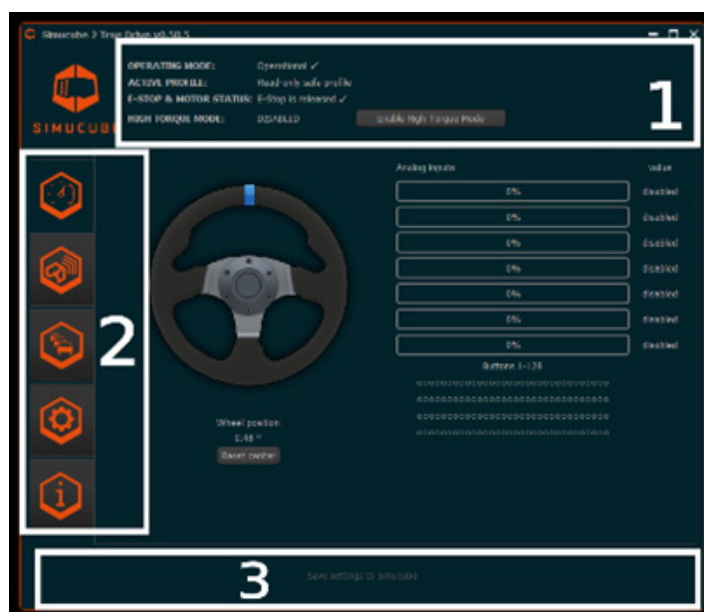 Simucube 2 True Drive v0.50.5
SIMUCUBE
OPERATING MODE: Operational ✓
ACTIVE PROFILE: Read-only safe profile
E-STOP & MOTOR STATUS: E-Stop is released ✓
HIGH TORQUE MODE: DISABLED Enable High Torque Mode
1
2
Analog Inputs value
0% disabled
0% disabled
0% disabled
0% disabled
0% disabled
0% disabled
0% disabled
Buttons 1-128
Wheel position
0.48 °
Reset center
3
Save settings to Simucube